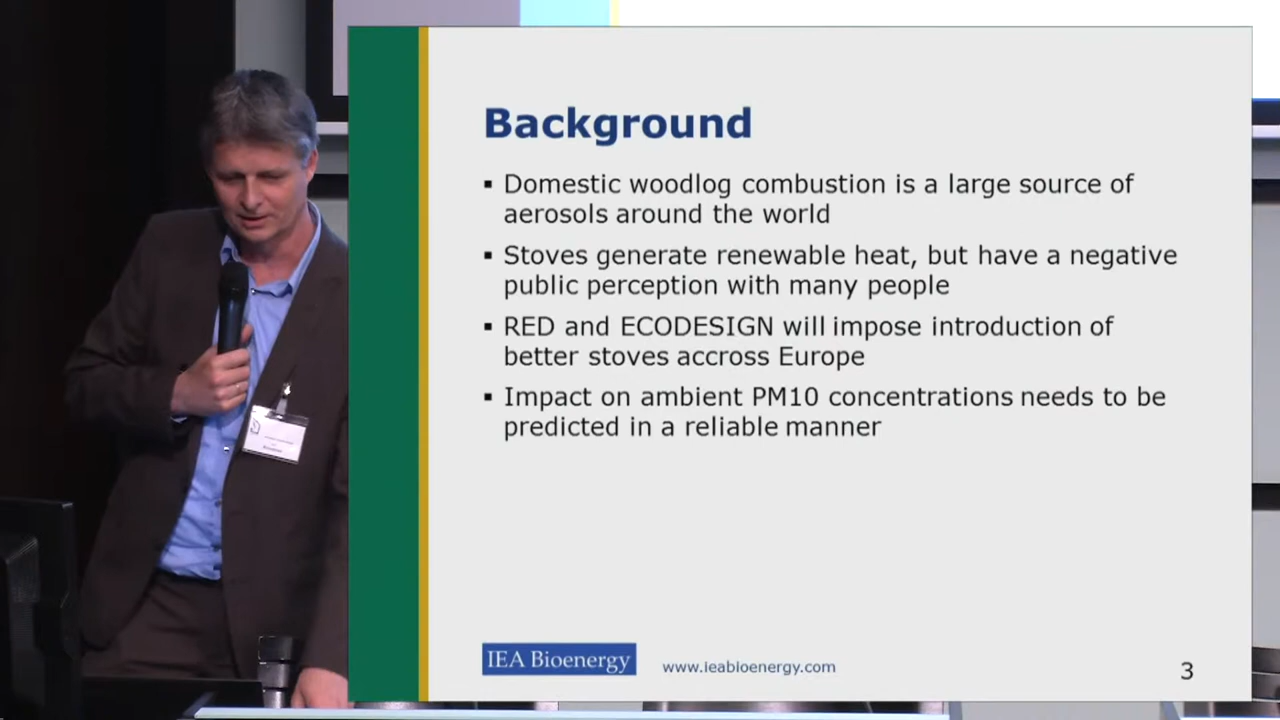 Background
▪ Domestic woodlog combustion is a large source of
aerosols around the world
▪ Stoves generate renewable heat, but have a negative
public perception with many people
▪ RED and ECODESIGN will impose introduction of
better stoves accross Europe
▪ Impact on ambient PM10 concentrations needs to be
predicted in a reliable manner
IEA Bioenergy
www.ieabioenergy.com
3